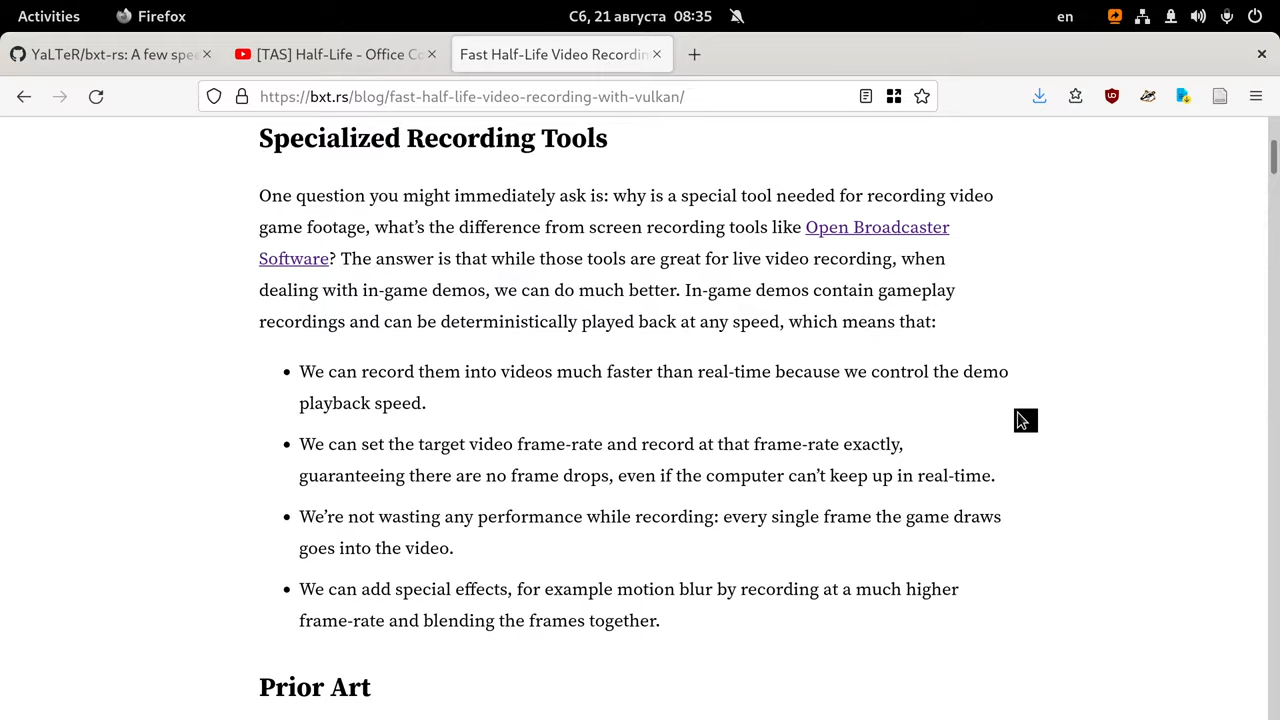 Activities Firefox Сб, 21 августа 08:35 en
YaLTeR/bxt-rs: A few spe [TAS] Half-Life - Office Co Fast Half-Life Video Recordin
https://bxt.rs/blog/fast-half-life-video-recording-with-vulkan/
Specialized Recording Tools
One question you might immediately ask is: why is a special tool needed for recording video
game footage, what’s the difference from screen recording tools like Open Broadcaster
Software? The answer is that while those tools are great for live video recording, when
dealing with in-game demos, we can do much better. In-game demos contain gameplay
recordings and can be deterministically played back at any speed, which means that:
• We can record them into videos much faster than real-time because we control the demo
playback speed.
• We can set the target video frame-rate and record at that frame-rate exactly,
guaranteeing there are no frame drops, even if the computer can’t keep up in real-time.
• We’re not wasting any performance while recording: every single frame the game draws
goes into the video.
• We can add special effects, for example motion blur by recording at a much higher
frame-rate and blending the frames together.
Prior Art